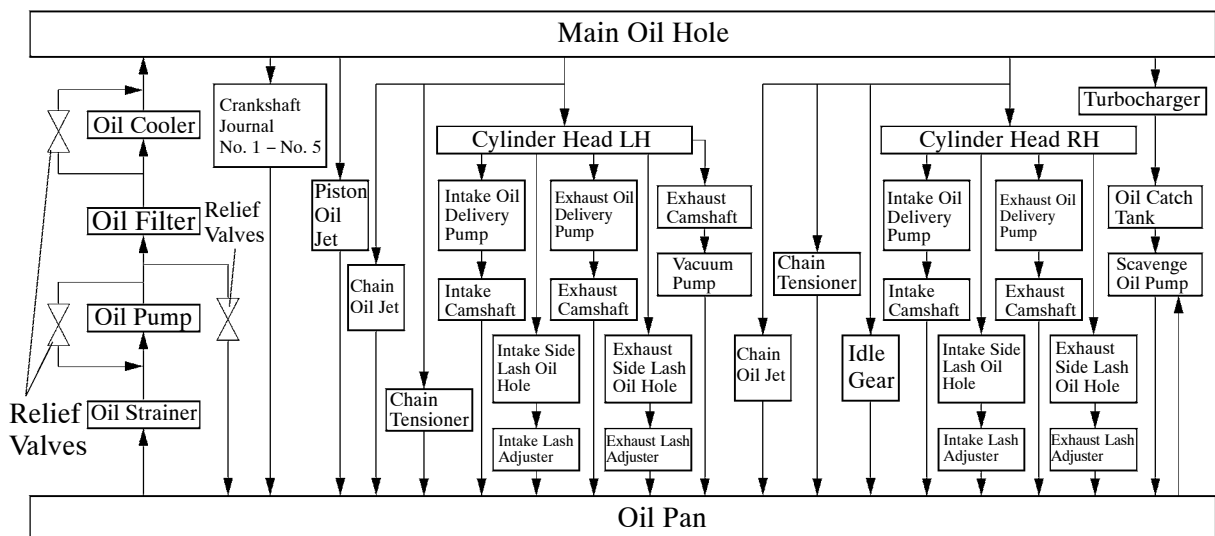 Main Oil Hole
Oil Cooler
Oil Filter
Relief
Valves
Oil Pump
Oil Strainer
Relief
Valves
Crankshaft
Journal
No. 1 – No. 5
Piston
Oil
Jet
Chain
Oil Jet
Chain
Tensioner
Cylinder Head LH
Intake Oil
Delivery
Pump
Intake
Camshaft
Intake Side
Lash Oil
Hole
Intake Lash
Adjuster
Exhaust Oil
Delivery
Pump
Exhaust
Camshaft
Exhaust
Side Lash
Oil Hole
Exhaust Lash
Adjuster
Exhaust
Camshaft
Vacuum
Pump
Chain
Oil Jet
Chain
Tensioner
Idle
Gear
Cylinder Head RH
Intake Oil
Delivery
Pump
Intake
Camshaft
Intake Side
Lash Oil
Hole
Intake Lash
Adjuster
Exhaust Oil
Delivery
Pump
Exhaust
Camshaft
Exhaust
Side Lash
Oil Hole
Exhaust Lash
Adjuster
Turbocharger
Oil Catch
Tank
Scavenge
Oil Pump
Oil Pan